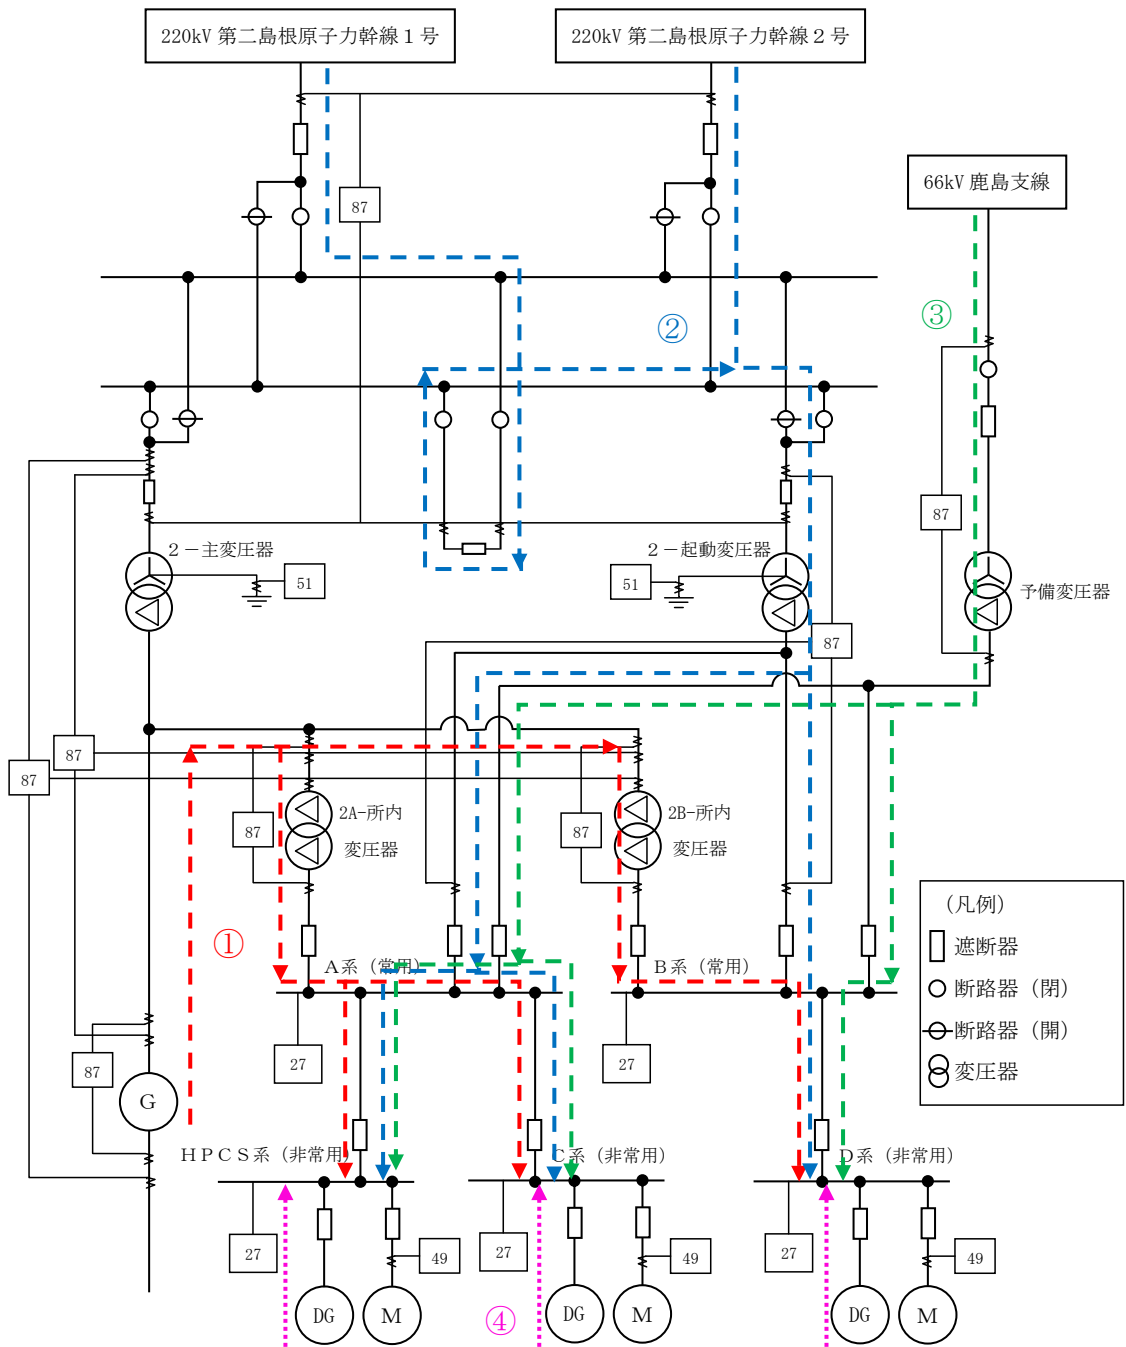 220kV 第二島根原子力幹線１号
220kV 第二島根原子力幹線２号
66kV 鹿島支線
87
②
③
87
２－主変圧器
51
２－起動変圧器
51
予備変圧器
87
87
87
2A-所内
変圧器
87
2B-所内
変圧器
87
①
Ａ系（常用）
Ｂ系（常用）
（凡例）
遮断器
断路器（閉）
断路器（開）
変圧器
27
27
87
G
ＨＰＣＳ系（非常用）
Ｃ系（非常用）
Ｄ系（非常用）
27
49
27
49
27
49
DG
M
④
DG
M
DG
M